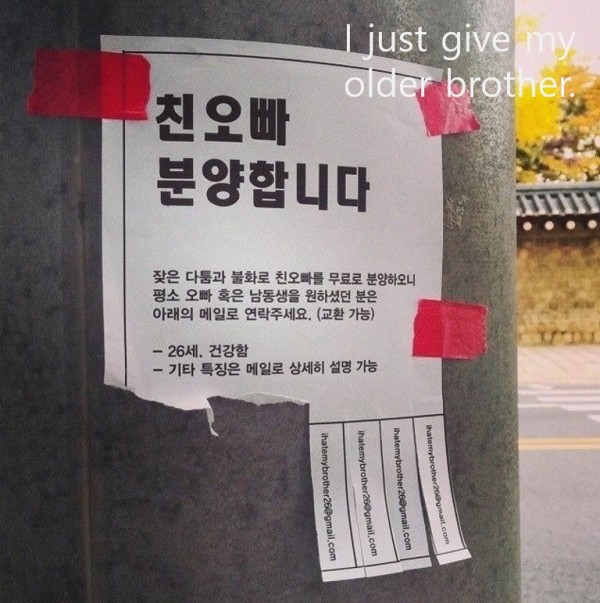 I just give my
older brother.
친오빠
분양합니다
잦은 다툼과 불화로 친오빠를 무료로 분양하오니
평소 오빠 혹은 남동생을 원하셨던 분은
아래의 메일로 연락주세요. (교환 가능)
- 26세. 건강함
- 기타 특징은 메일로 상세히 설명 가능
ihatemybrother26@gmail.com
ihatemybrother26@gmail.com
ihatemybrother26@gmail.com
ihatemybrother26@gmail.com